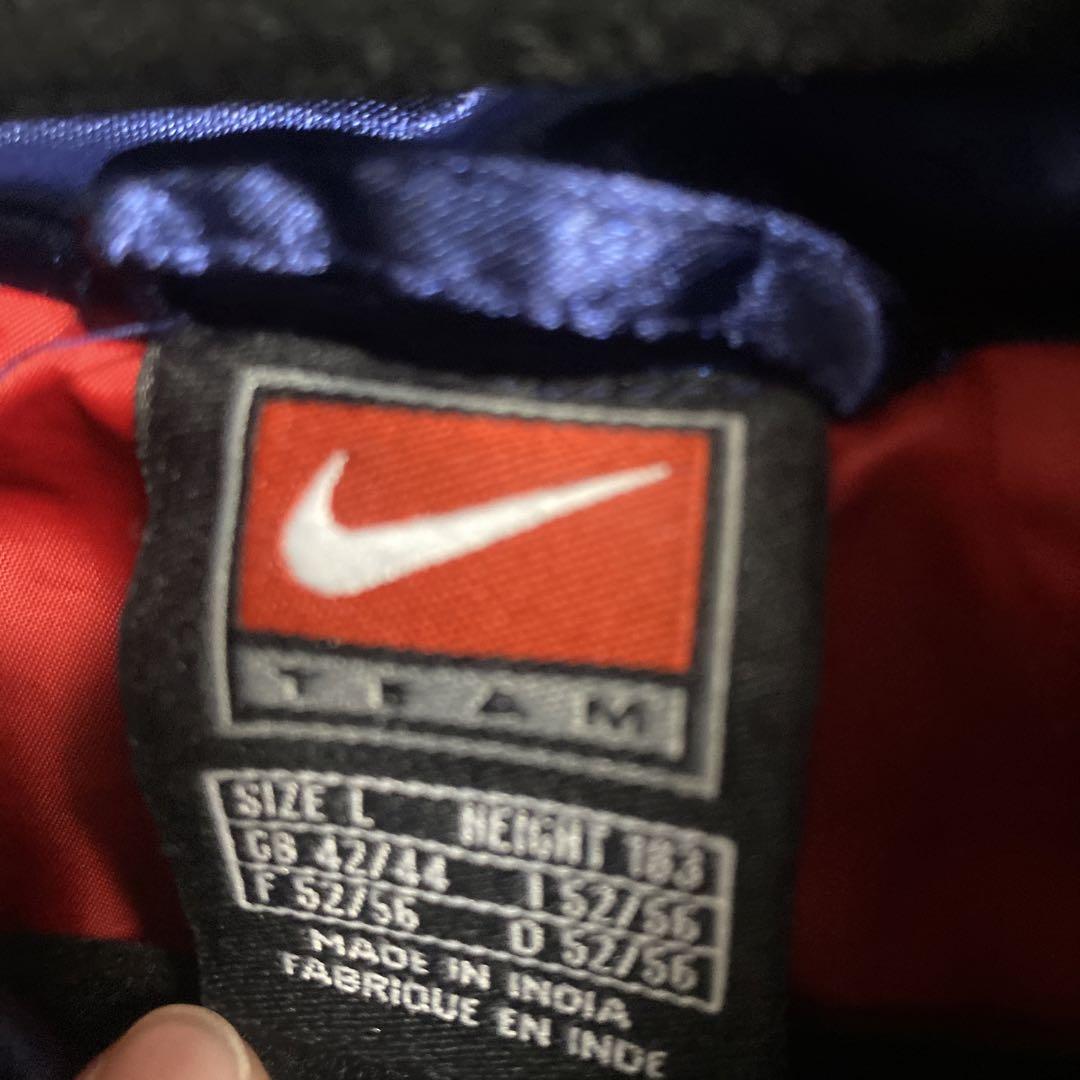 TEAM
SIZE L HEIGHT 183
GB 42/44 I 52/56
F 52/56 D 52/56
MADE IN INDIA
FABRIQUE EN INDE